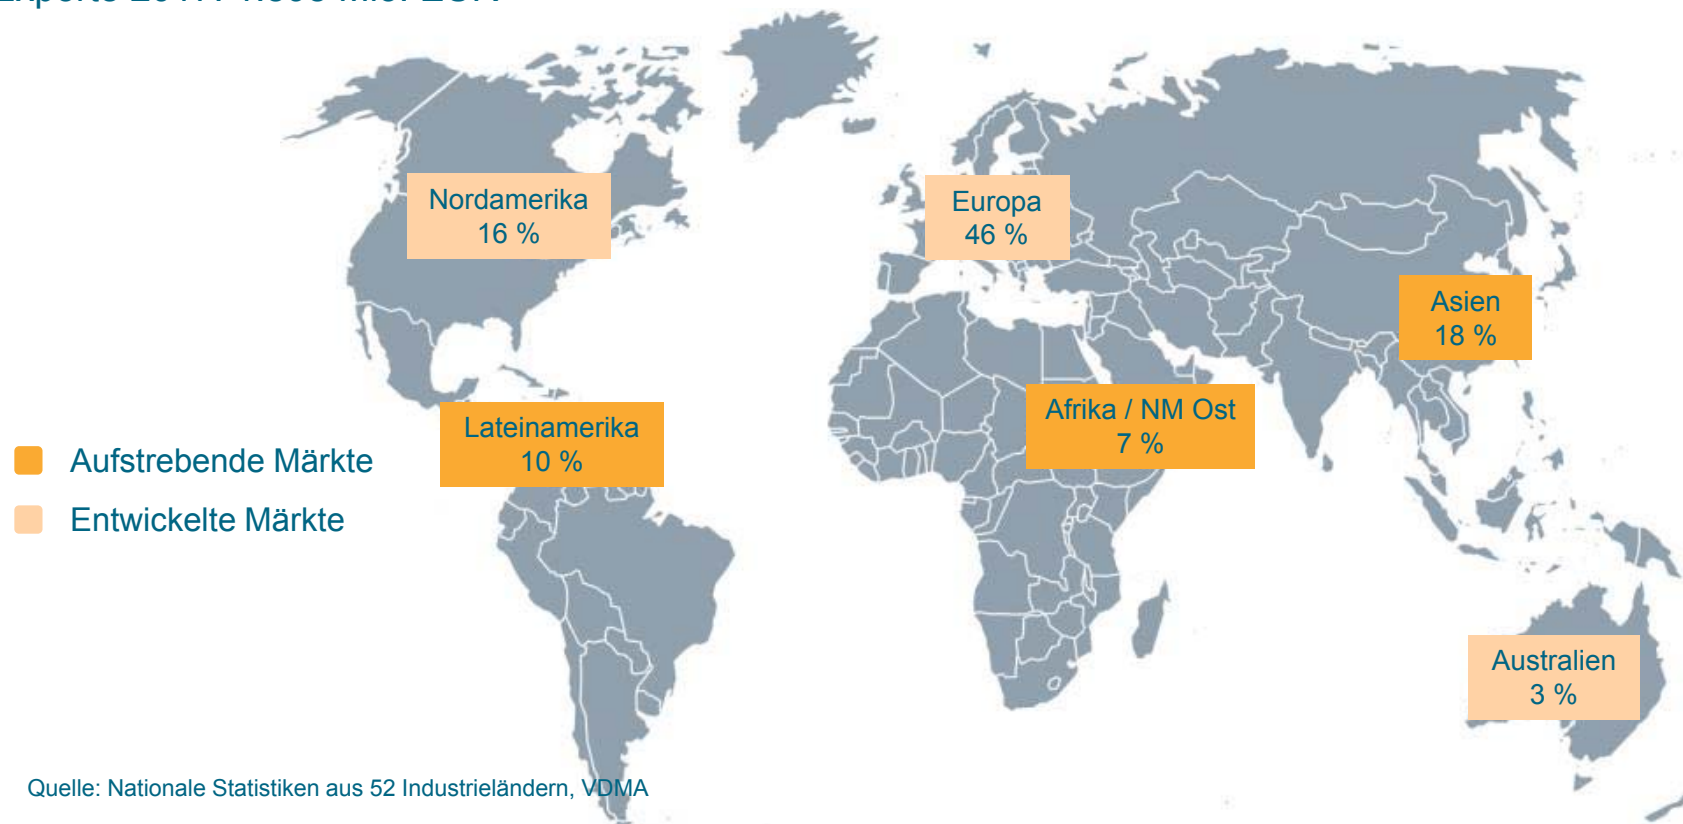 Nordamerika
16 %
Europa
46 %
Asien
18 %
Afrika / NM Ost
7 %
Lateinamerika
10 %
Aufstrebende Märkte
Entwickelte Märkte
Australien
3 %
Quelle: Nationale Statistiken aus 52 Industrieländern, VDMA